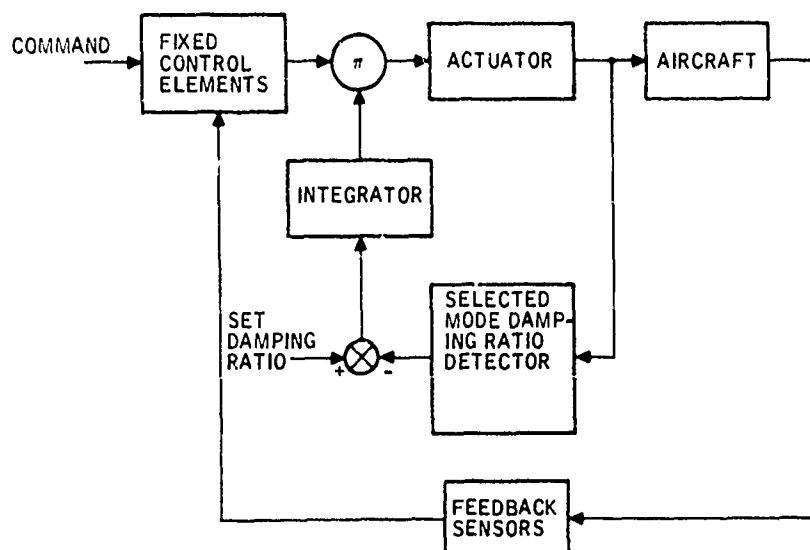 COMMAND
FIXED
CONTROL
ELEMENTS
π
ACTUATOR
AIRCRAFT
INTEGRATOR
SET
DAMPING
RATIO
+
-
SELECTED
MODE DAMP-
ING RATIO
DETECTOR
FEEDBACK
SENSORS